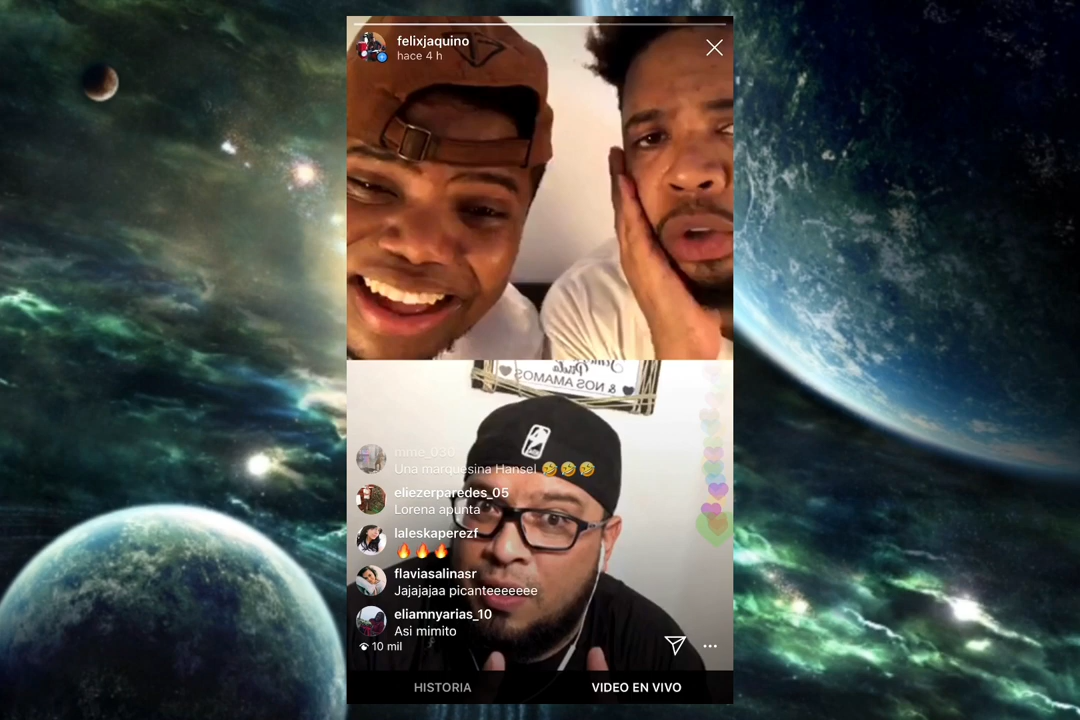 felixjaquino
hace 4 h
& NOS AMAMOS
mme_030
Una marquesina Hansel 🤣🤣🤣
eliezerparedes_05
Lorena apunta
laleskaperezf
🔥🔥🔥
flaviasalinasr
Jajajajaa picanteeeeeee
eliamnyarias_10
Asi mimito
10 mil
HISTORIA
VIDEO EN VIVO